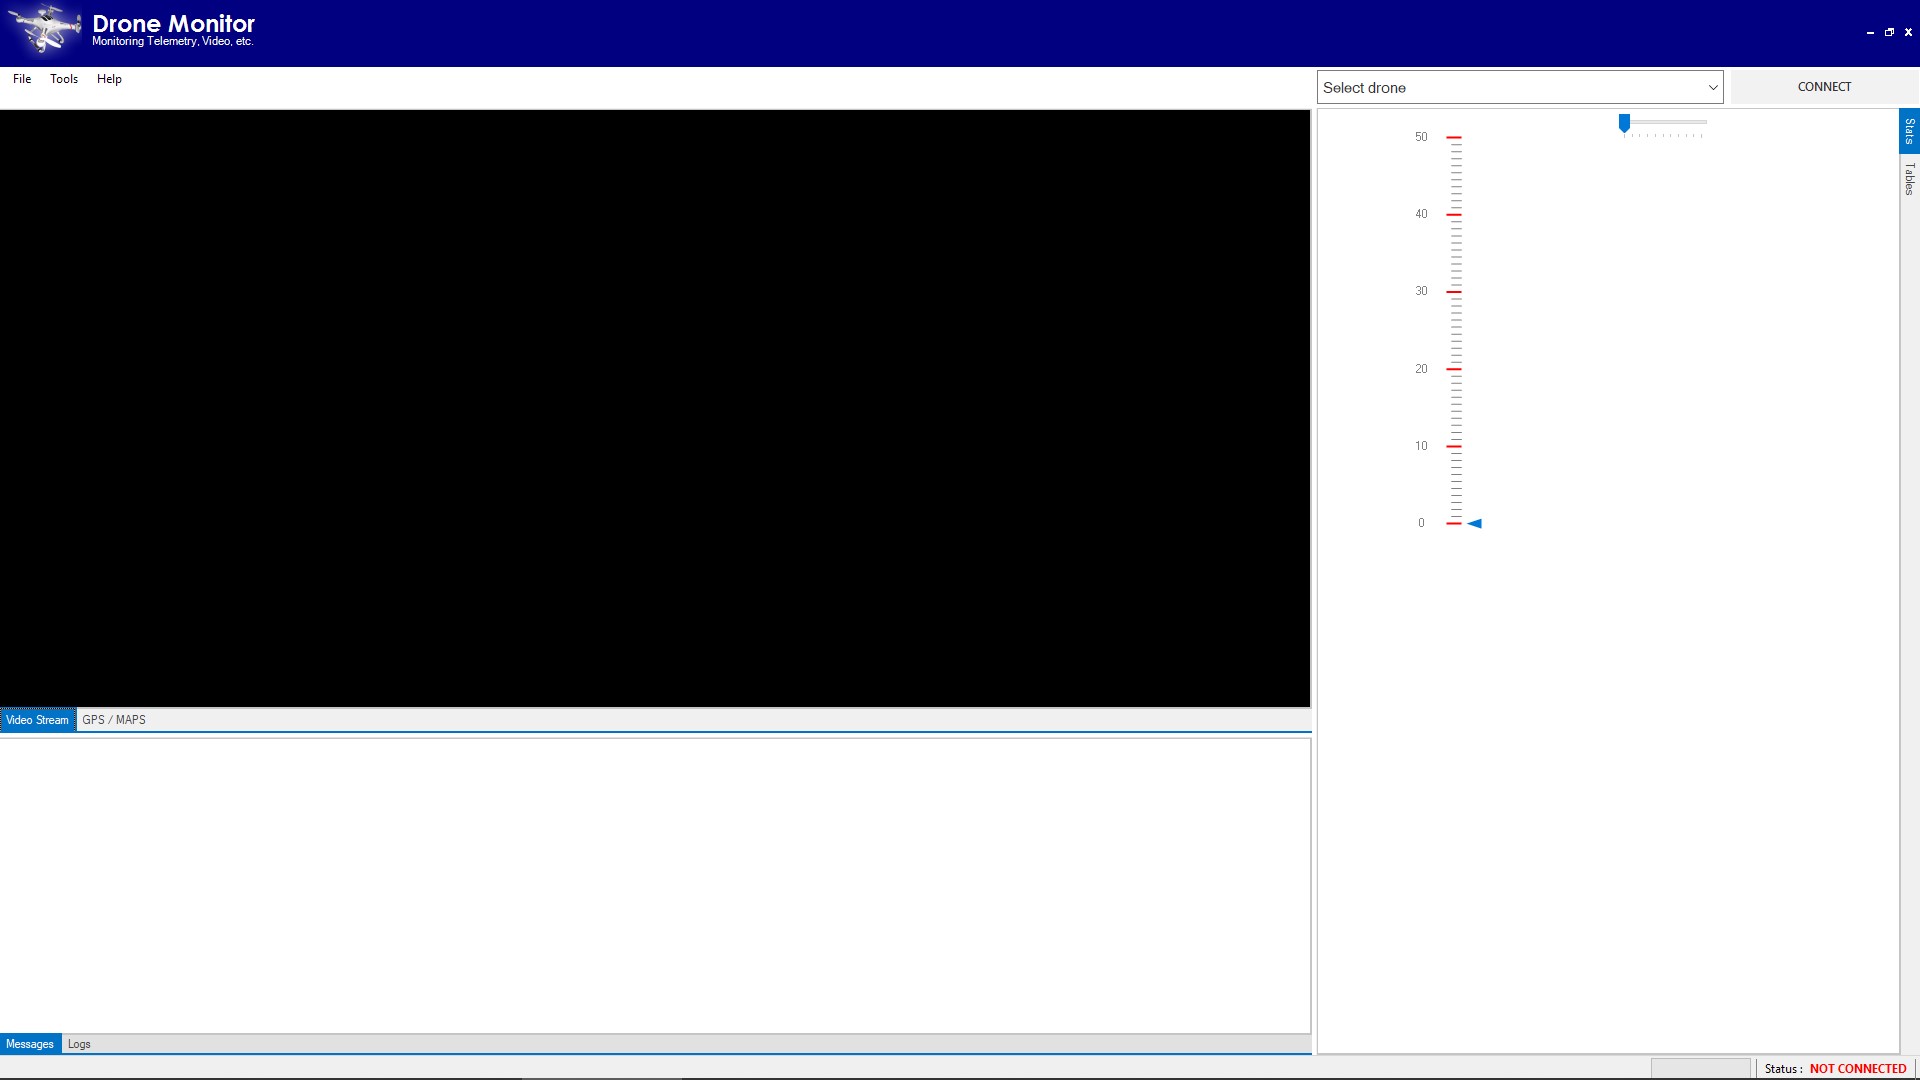 Drone Monitor
Monitoring Telemetry, Video, etc.
File Tools Help
Select drone
CONNECT
50
40
30
20
10
0
Stats
Tables
Video Stream GPS / MAPS
Messages Logs
Status : NOT CONNECTED